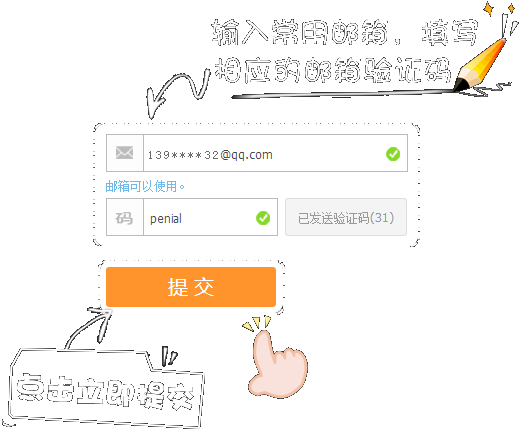 输入常用邮箱，填写
相应的邮箱验证码
139****32@qq.com
邮箱可以使用。
码 penial 已发送验证码(31)
提交
点击立即提交